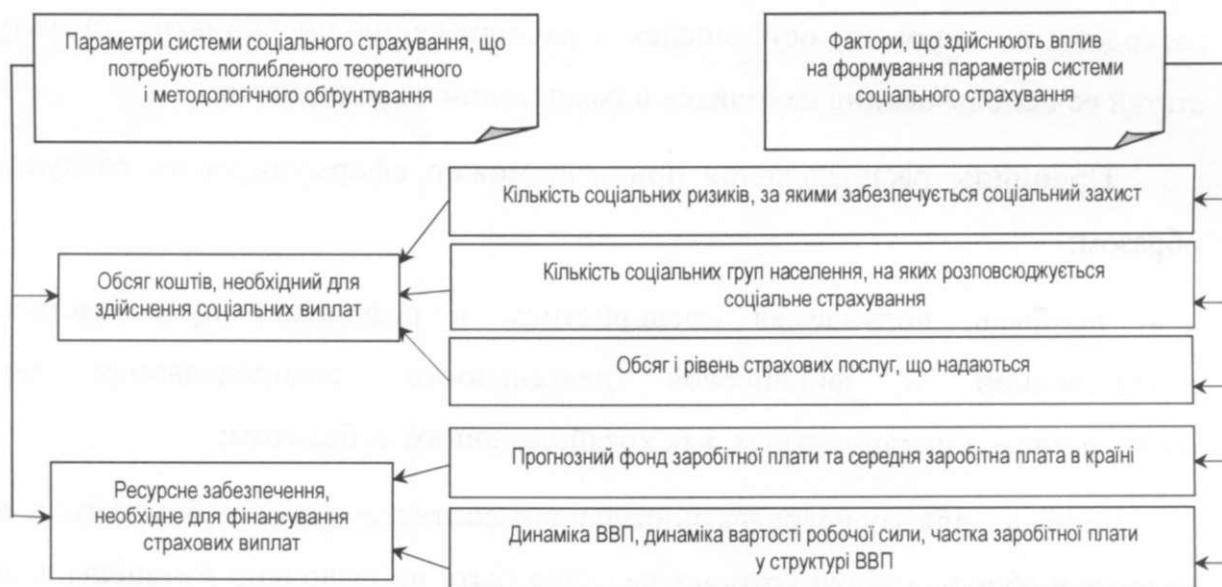 Параметри системи соціального страхування, що
потребують поглибленого теоретичного
і методологічного обґрунтування
Фактори, що здійснюють вплив
на формування параметрів системи
соціального страхування
Кількість соціальних ризиків, за якими забезпечується соціальний захист
Обсяг коштів, необхідний для
здійснення соціальних виплат
Кількість соціальних груп населення, на яких розповсюджується
соціальне страхування
Обсяг і рівень страхових послуг, що надаються
Прогнозний фонд заробітної плати та середня заробітна плата в країні
Ресурсне забезпечення,
необхідне для фінансування
страхових виплат
Динаміка ВВП, динаміка вартості робочої сили, частка заробітної плати
у структурі ВВП